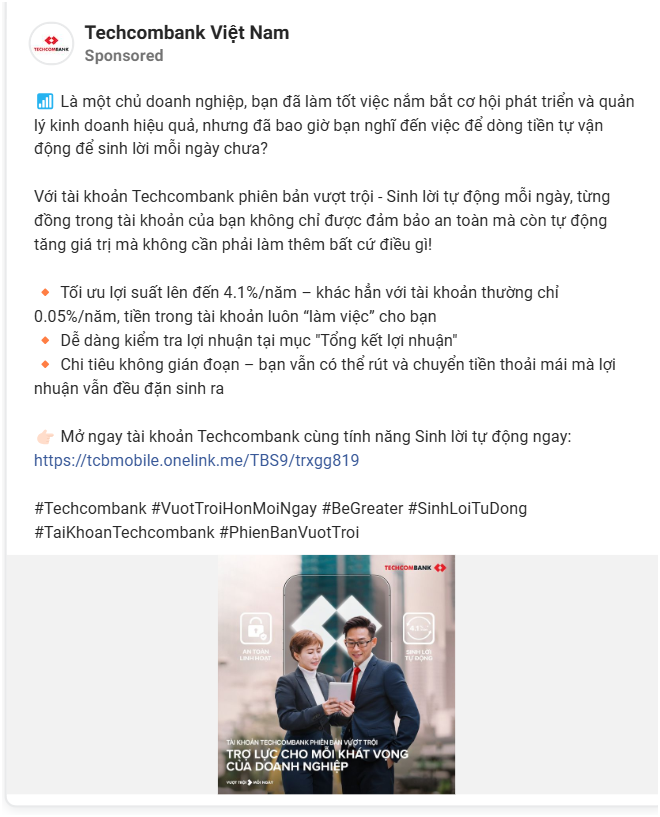 TECHCOMBANK
Techcombank Việt Nam
Sponsored
Là một chủ doanh nghiệp, bạn đã làm tốt việc nắm bắt cơ hội phát triển và quản
lý kinh doanh hiệu quả, nhưng đã bao giờ bạn nghĩ đến việc để dòng tiền tự vận
động để sinh lời mỗi ngày chưa?
Với tài khoản Techcombank phiên bản vượt trội - Sinh lời tự động mỗi ngày, từng
đồng trong tài khoản của bạn không chỉ được đảm bảo an toàn mà còn tự động
tăng giá trị mà không cần phải làm thêm bất cứ điều gì!
🔸 Tối ưu lợi suất lên đến 4.1%/năm – khác hẳn với tài khoản thường chỉ
0.05%/năm, tiền trong tài khoản luôn “làm việc” cho bạn
🔸 Dễ dàng kiểm tra lợi nhuận tại mục "Tổng kết lợi nhuận"
🔸 Chi tiêu không gián đoạn – bạn vẫn có thể rút và chuyển tiền thoải mái mà lợi
nhuận vẫn đều đặn sinh ra
👉🏻 Mở ngay tài khoản Techcombank cùng tính năng Sinh lời tự động ngay:
https://tcbmobile.onelink.me/TBS9/trxgg819
#Techcombank #VuotTroiHonMoiNgay #BeGreater #SinhLoiTuDong
#TaiKhoanTechcombank #PhienBanVuotTroi
TECHCOMBANK
AN TOÀN
LINH HOẠT
4.1%
SINH LỜI
TỰ ĐỘNG
TÀI KHOẢN TECHCOMBANK PHIÊN BẢN VƯỢT TRỘI
TRỢ LỰC CHO MỖI KHÁT VỌNG
CỦA DOANH NGHIỆP
VƯỢT TRỘI MỖI NGÀY